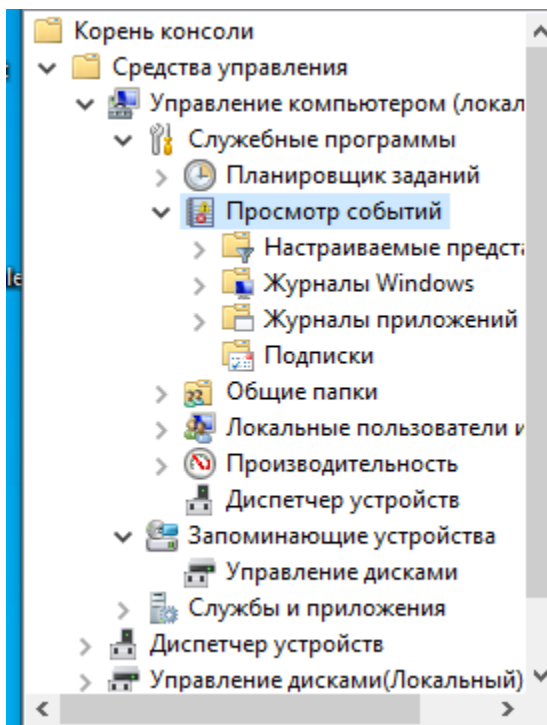 Корень консоли
Средства управления
Управление компьютером (локал
Служебные программы
Планировщик заданий
Просмотр событий
Настраиваемые предста
Журналы Windows
Журналы приложений
Подписки
Общие папки
Локальные пользователи и
Производительность
Диспетчер устройств
Запоминающие устройства
Управление дисками
Службы и приложения
Диспетчер устройств
Управление дисками(Локальный)